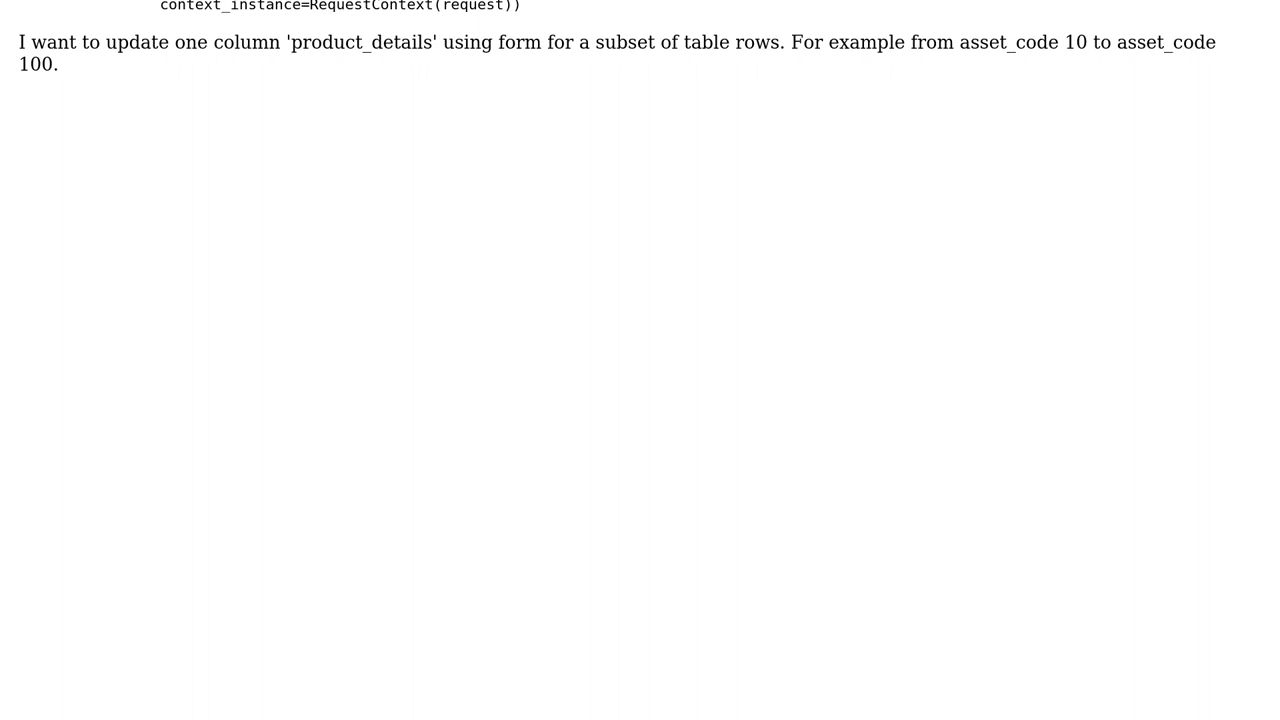 context_instance=RequestContext(request))
I want to update one column 'product_details' using form for a subset of table rows. For example from asset_code 10 to asset_code
100.